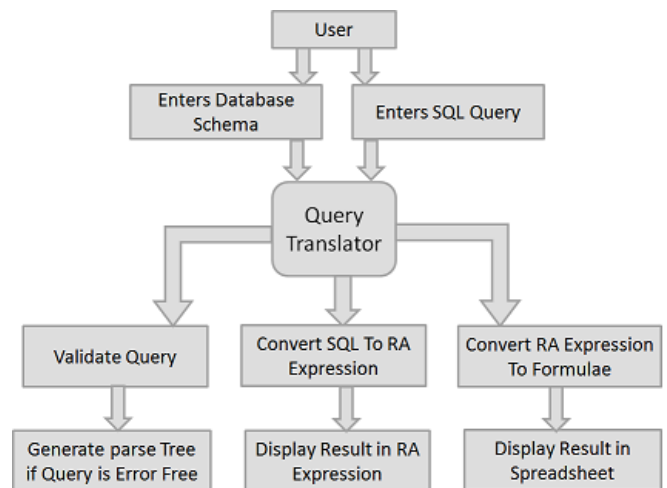 User
Enters Database
Schema
Enters SQL Query
Query
Translator
Validate Query
Convert SQL To RA
Expression
Convert RA Expression
To Formulae
Generate parse Tree
if Query is Error Free
Display Result in RA
Expression
Display Result in
Spreadsheet